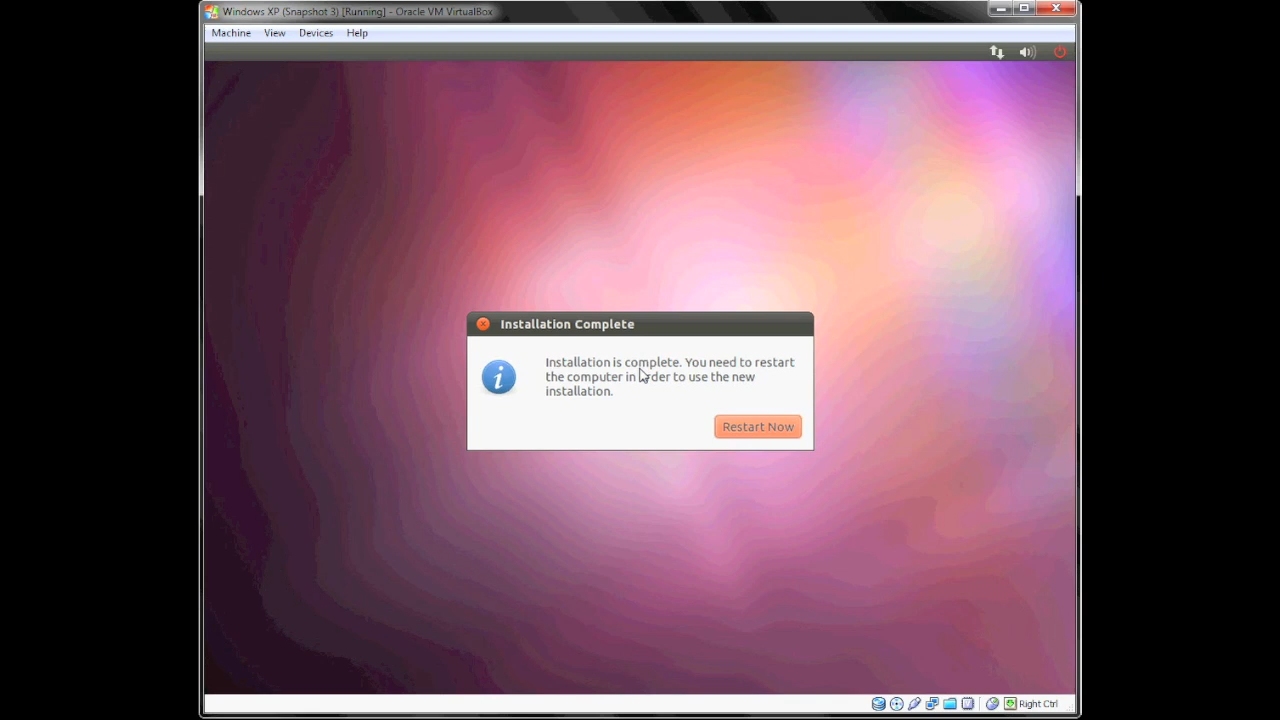 Windows XP (Snapshot 3) [Running] - Oracle VM VirtualBox
Machine View Devices Help
Installation Complete
Installation is complete. You need to restart
the computer in order to use the new
installation.
Restart Now
Right Ctrl